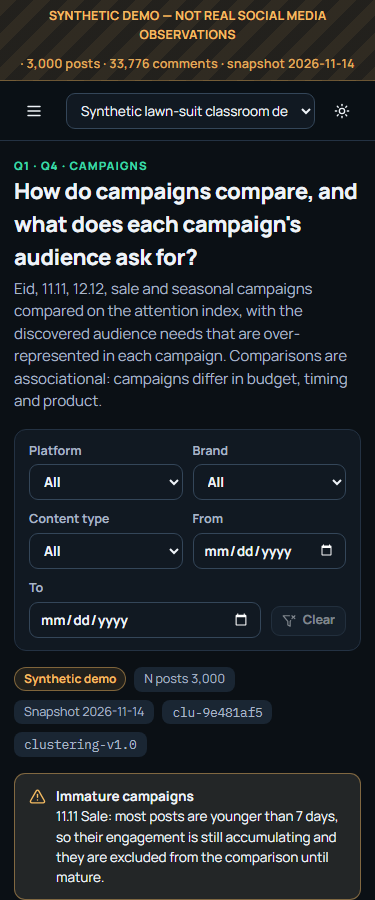 SYNTHETIC DEMO — NOT REAL SOCIAL MEDIA
OBSERVATIONS
· 3,000 posts · 33,776 comments · snapshot 2026-11-14
Synthetic lawn-suit classroom de
Q1 · Q4 · CAMPAIGNS
How do campaigns compare, and
what does each campaign's
audience ask for?
Eid, 11.11, 12.12, sale and seasonal campaigns
compared on the attention index, with the
discovered audience needs that are over-
represented in each campaign. Comparisons are
associational: campaigns differ in budget, timing
and product.
Platform
Brand
All
All
Content type
From
All
mm/dd/yyyy
To
mm/dd/yyyy
Clear
Synthetic demo
N posts 3,000
Snapshot 2026-11-14
clu-9e481af5
clustering-v1.0
Immature campaigns
11.11 Sale: most posts are younger than 7 days,
so their engagement is still accumulating and
they are excluded from the comparison until
mature.